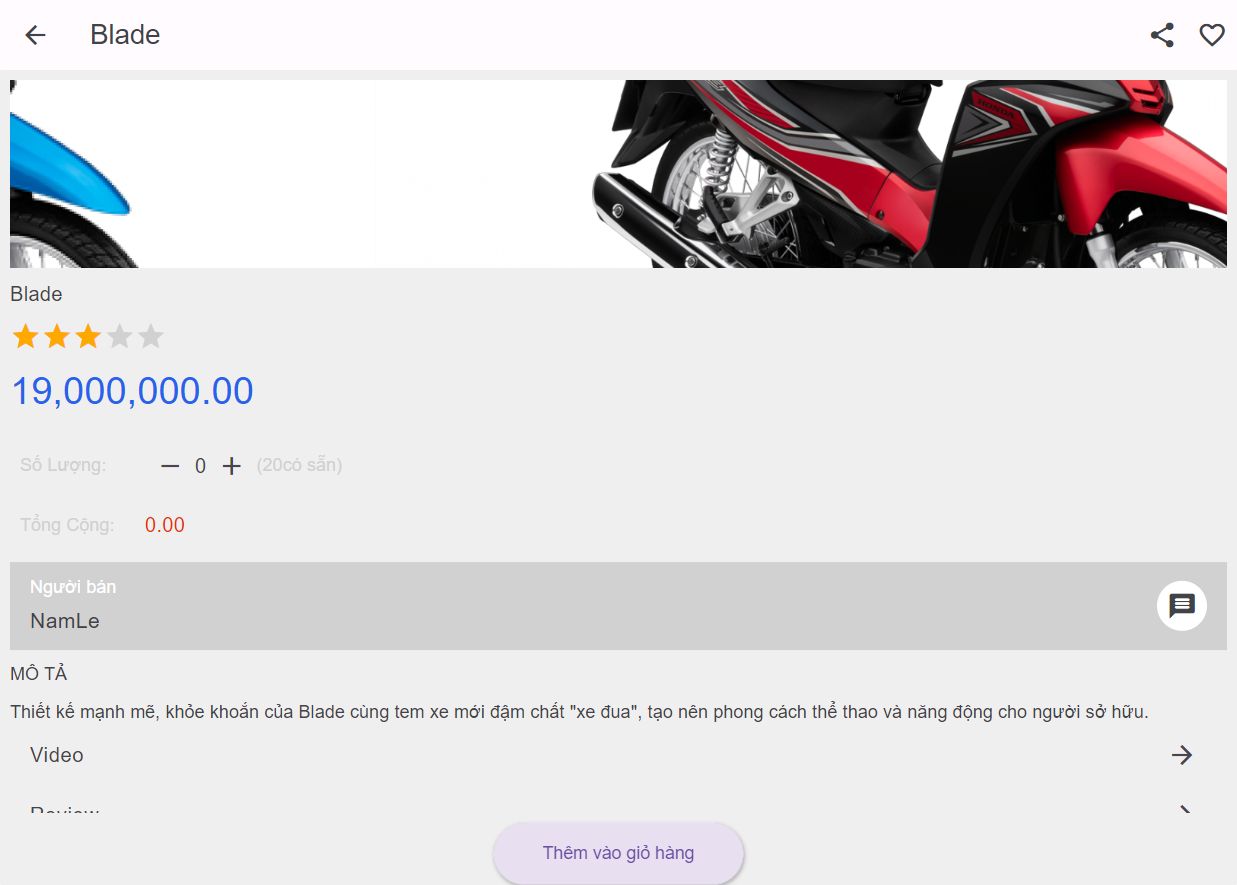 Blade
HONDA
Blade
19,000,000.00
Số Lượng: 0 (20có sẵn)
Tổng Cộng: 0.00
Người bán
NamLe
MÔ TẢ
Thiết kế mạnh mẽ, khỏe khoắn của Blade cùng tem xe mới đậm chất "xe đua", tạo nên phong cách thể thao và năng động cho người sở hữu.
Video
Review
Thêm vào giỏ hàng